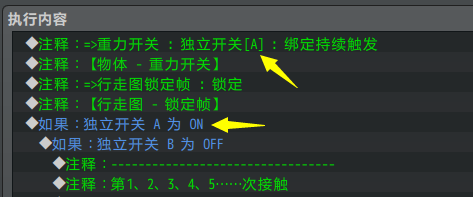 执行内容
◆注释：=>重力开关 : 独立开关[A] : 绑定持续触发
◆注释：【物体 - 重力开关】
◆注释：=>行走图锁定帧 : 锁定
◆注释：【行走图 - 锁定帧】
◆如果：独立开关 A 为 ON
◆如果：独立开关 B 为 OFF
◆注释：---------------------------------
◆注释：第1、2、3、4、5……次接触